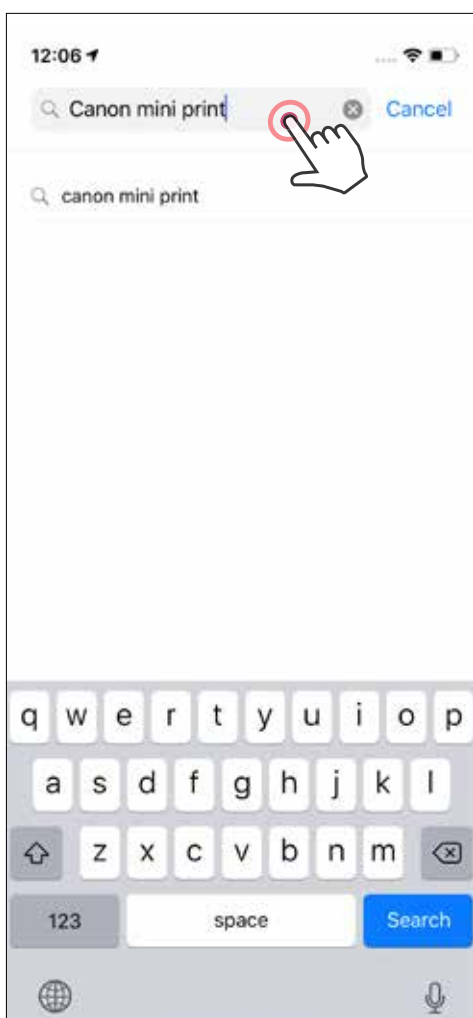 12:06
Canon mini print Cancel
canon mini print
q w e r t y u i o p
a s d f g h j k l
z x c v b n m
123 space Search